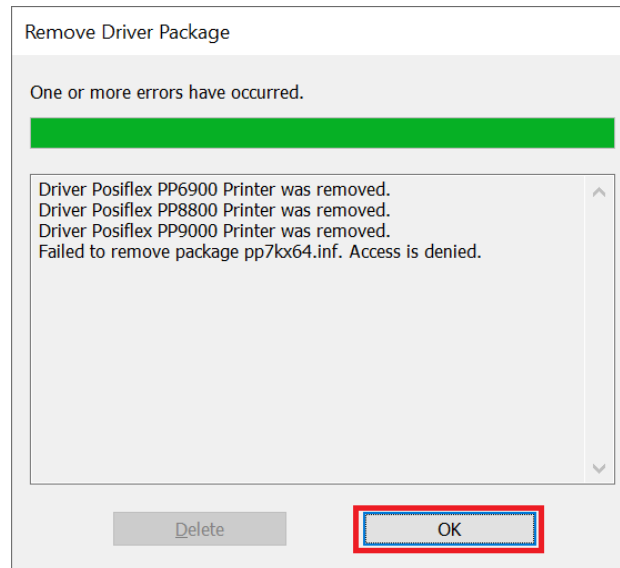 Remove Driver Package
One or more errors have occurred.
Driver Posiflex PP6900 Printer was removed.
Driver Posiflex PP8800 Printer was removed.
Driver Posiflex PP9000 Printer was removed.
Failed to remove package pp7kx64.inf. Access is denied.
Delete
OK